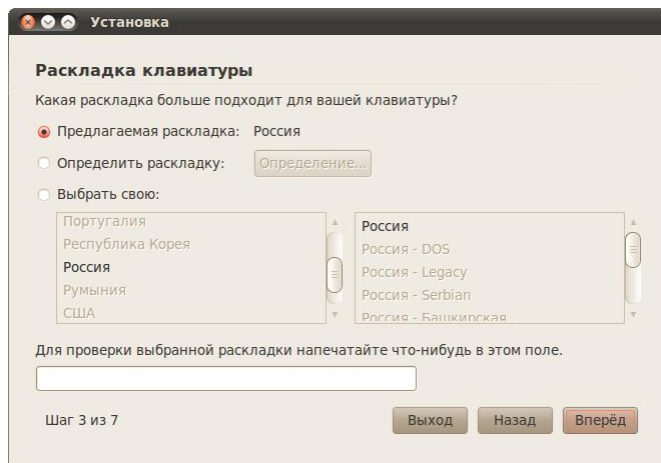 Установка
Раскладка клавиатуры
Какая раскладка больше подходит для вашей клавиатуры?
Предлагаемая раскладка: Россия
Определить раскладку: Определение...
Выбрать свою:
Португалия
Республика Корея
Россия
Румыния
США
Россия
Россия - DOS
Россия - Legacy
Россия - Serbian
Россия - Башкирская
Для проверки выбранной раскладки напечатайте что-нибудь в этом поле.
Шаг 3 из 7 Выход Назад Вперёд